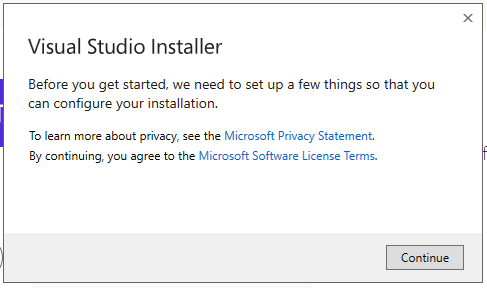 Visual Studio Installer
Before you get started, we need to set up a few things so that you
can configure your installation.
To learn more about privacy, see the Microsoft Privacy Statement.
By continuing, you agree to the Microsoft Software License Terms.
Continue